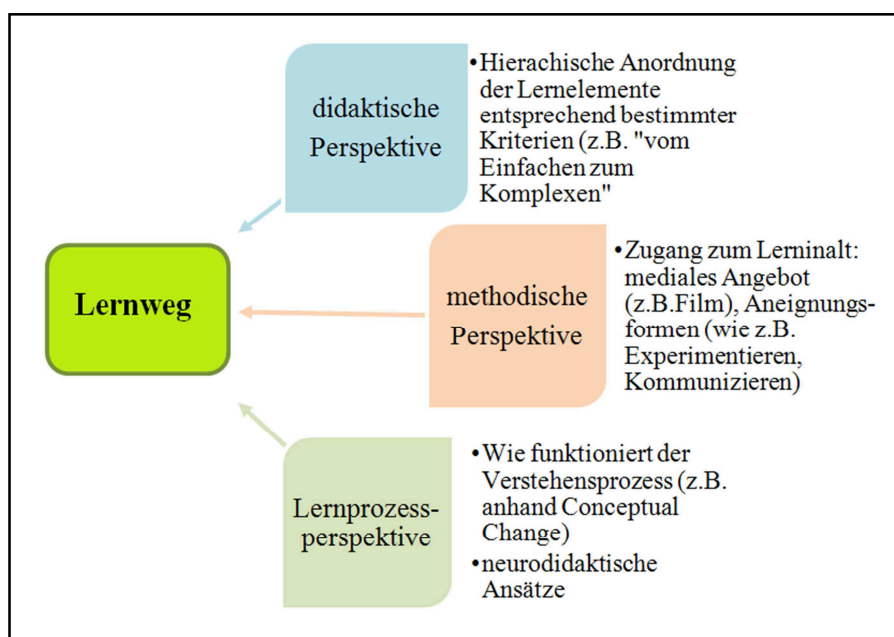 didaktische
Perspektive
•Hierachische Anordnung
der Lernelemente
entsprechend bestimmter
Kriterien (z.B. "vom
Einfachen zum
Komplexen"
Lernweg
methodische
Perspektive
•Zugang zum Lerninalt:
mediales Angebot
(z.B.Film), Aneignungs-
formen (wie z.B.
Experimentieren,
Kommunizieren)
Lernprozess-
perspektive
•Wie funktioniert der
Verstehensprozess (z.B.
anhand Conceptual
Change)
•neurodidaktische
Ansätze